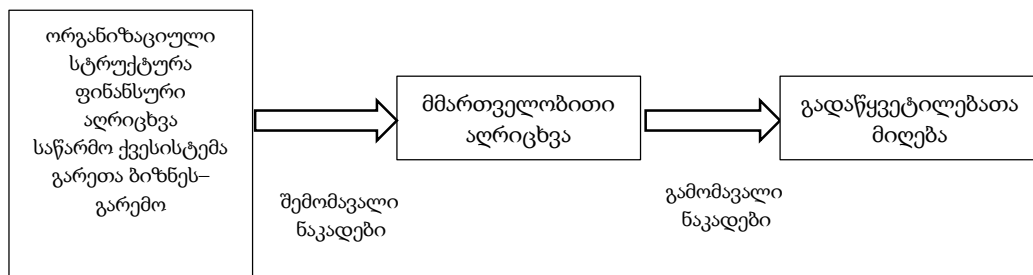 ორგანიზაციული
სტრუქტურა
ფინანსური
აღრიცხვა
საწარმო ქვესისტემა
გარეთა ბიზნეს–
გარემო
შემომავალი
ნაკადები
მმართველობითი
აღრიცხვა
გამომავალი
ნაკადები
გადაწყვეტილებათა
მიღება